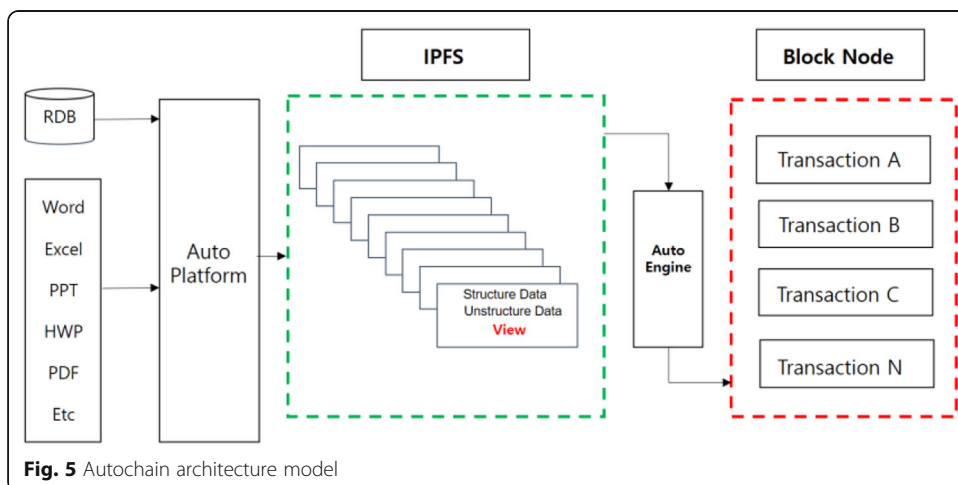 IPFS
Block Node
RDB
Word
Excel
PPT
HWP
PDF
Etc
Auto
Platform
Structure Data
Unstructure Data
View
Auto
Engine
Transaction A
Transaction B
Transaction C
Transaction N
Fig. 5 Autochain architecture model